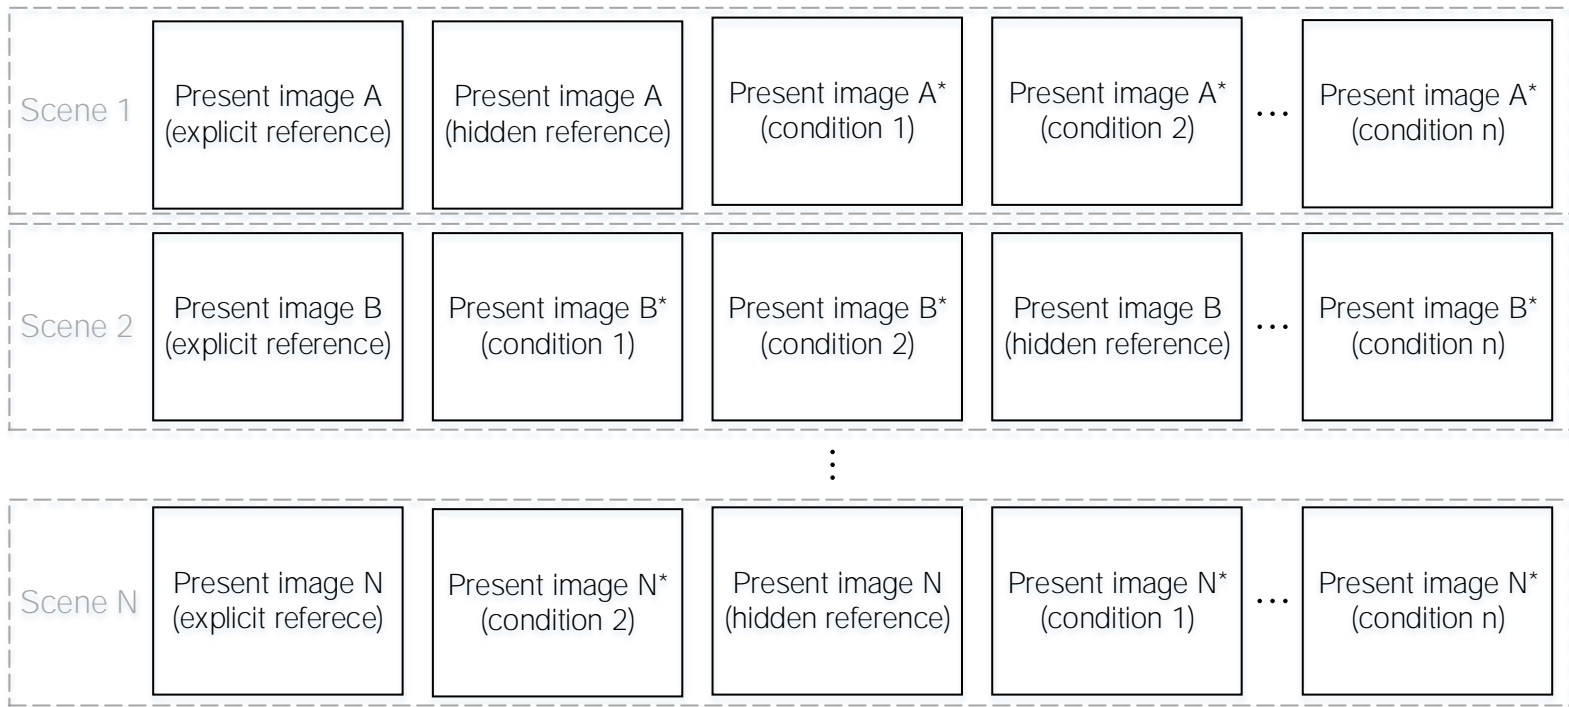 Scene 1
Present image A
(explicit reference)
Present image A
(hidden reference)
Present image A*
(condition 1)
Present image A*
(condition 2)
...
Present image A*
(condition n)
Scene 2
Present image B
(explicit reference)
Present image B*
(condition 1)
Present image B*
(condition 2)
Present image B
(hidden reference)
...
Present image B*
(condition n)
⋮
Scene N
Present image N
(explicit referece)
Present image N*
(condition 2)
Present image N
(hidden reference)
Present image N*
(condition 1)
...
Present image N*
(condition n)